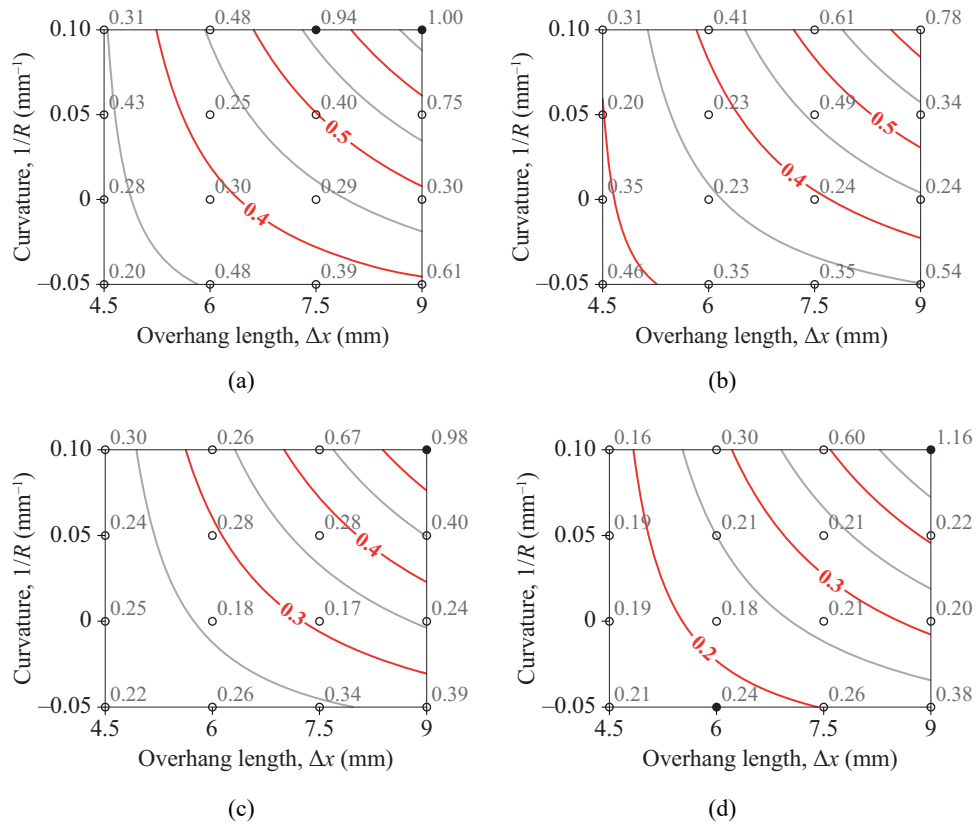 0.31 0.48 0.94 1.00
0.10
0.43 0.25 0.40 0.75
0.05
0.5
0.28 0.30 0.29 0.30
0
0.4
0.20 0.48 0.39 0.61
−0.05
4.5 6 7.5 9
Curvature, 1/R (mm⁻¹)
Overhang length, Δx (mm)
(a)
0.31 0.41 0.61 0.78
0.10
0.20 0.23 0.49 0.34
0.05
0.5
0.4
0.35 0.23 0.24 0.24
0
0.46 0.35 0.35 0.54
−0.05
4.5 6 7.5 9
Curvature, 1/R (mm⁻¹)
Overhang length, Δx (mm)
(b)
0.30 0.26 0.67 0.98
0.10
0.24 0.28 0.28 0.40
0.05
0.4
0.25 0.18 0.17 0.24
0.3
0
0.22 0.26 0.34 0.39
−0.05
4.5 6 7.5 9
Curvature, 1/R (mm⁻¹)
Overhang length, Δx (mm)
(c)
0.16 0.30 0.60 1.16
0.10
0.19 0.21 0.21 0.22
0.05
0.3
0.19 0.18 0.21 0.20
0
0.2
0.21 0.24 0.26 0.38
−0.05
4.5 6 7.5 9
Curvature, 1/R (mm⁻¹)
Overhang length, Δx (mm)
(d)